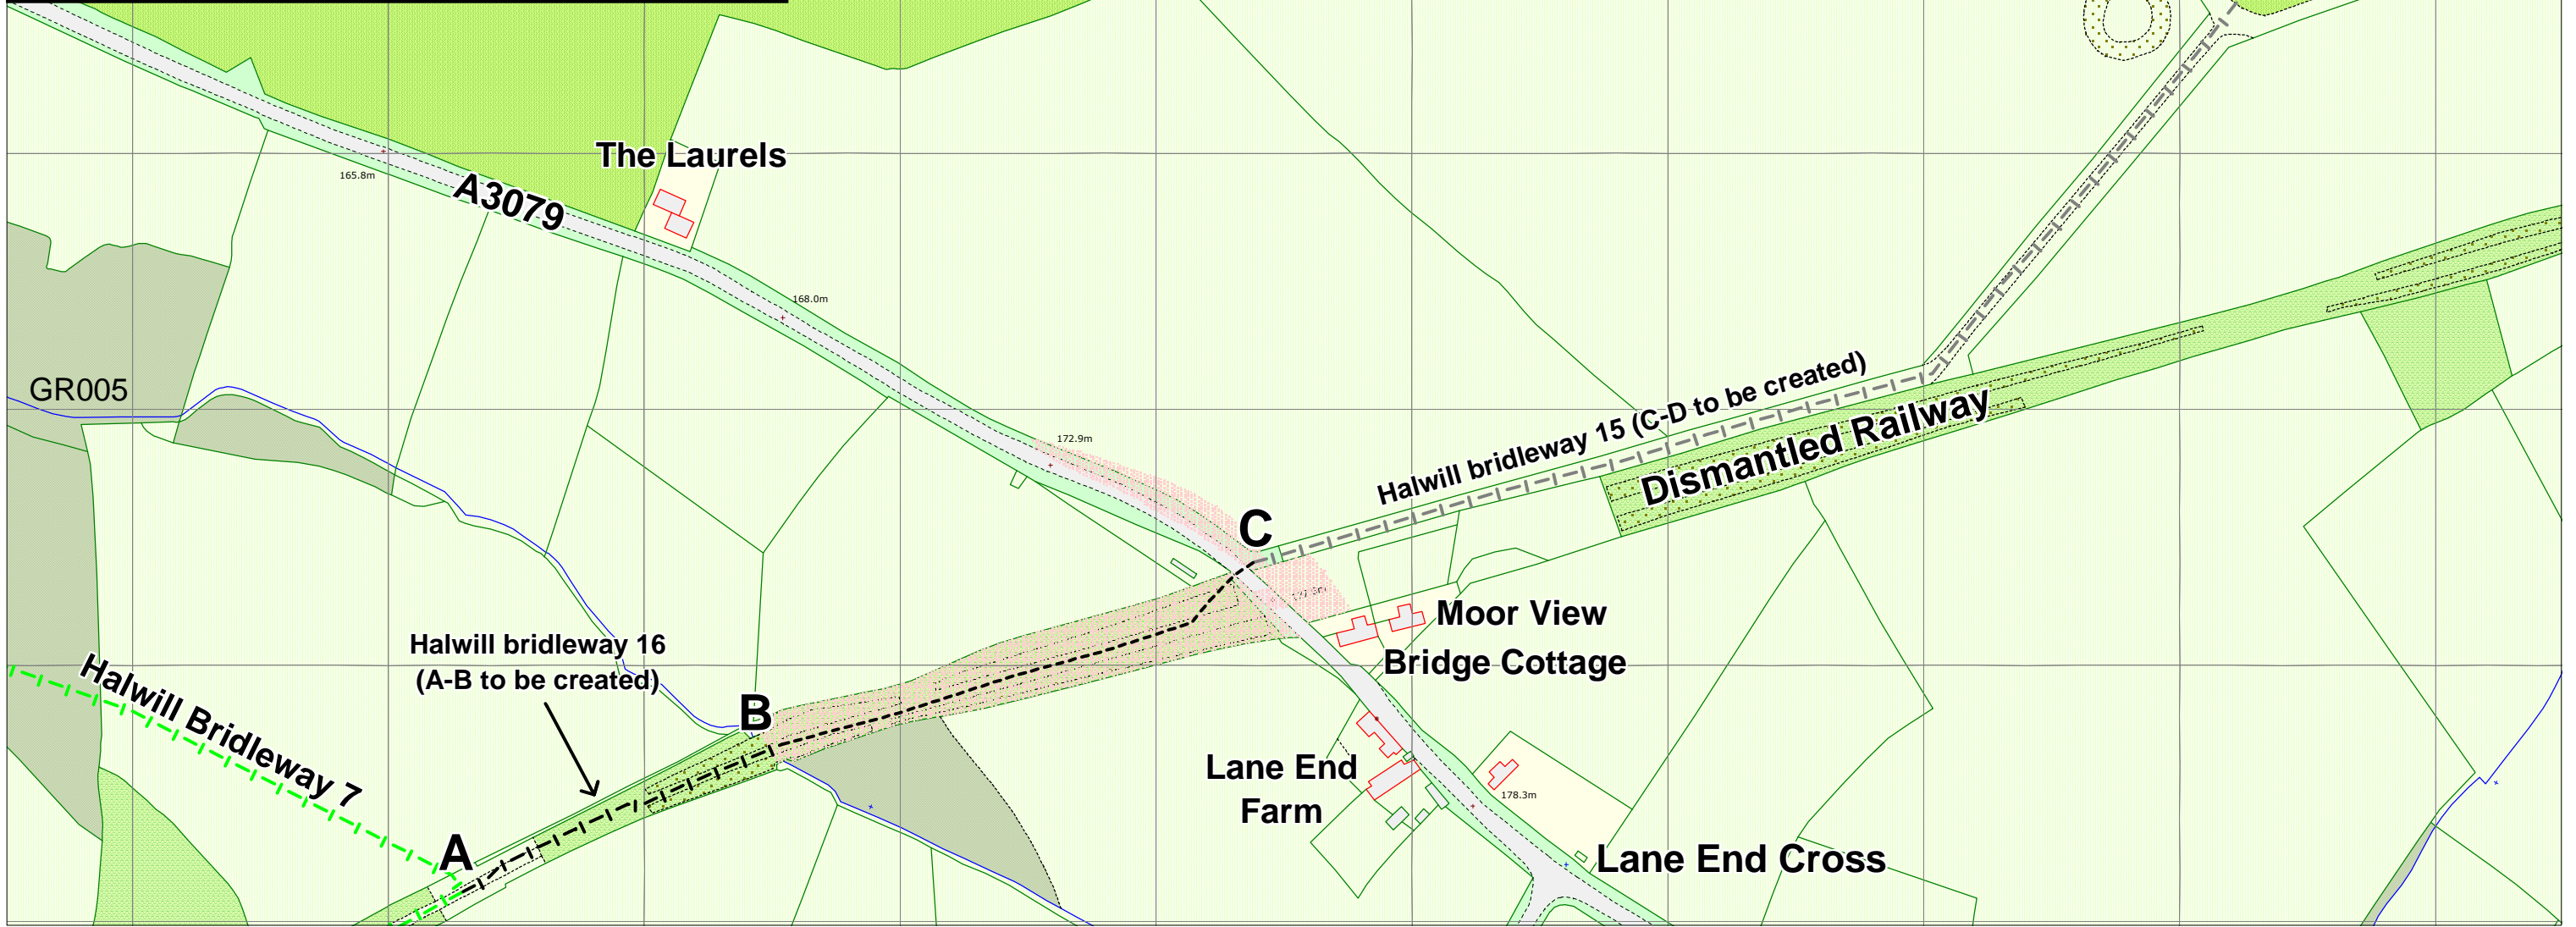 The Laurels
165.8m
A3079
168.0m
GR005
172.9m
Halwill bridleway 15 (C-D to be created)
Dismantled Railway
C
Moor View
Halwill bridleway 16
(A-B to be created)
Bridge Cottage
B
Halwill Bridleway 7
Lane End
Farm
178.3m
A
Lane End Cross